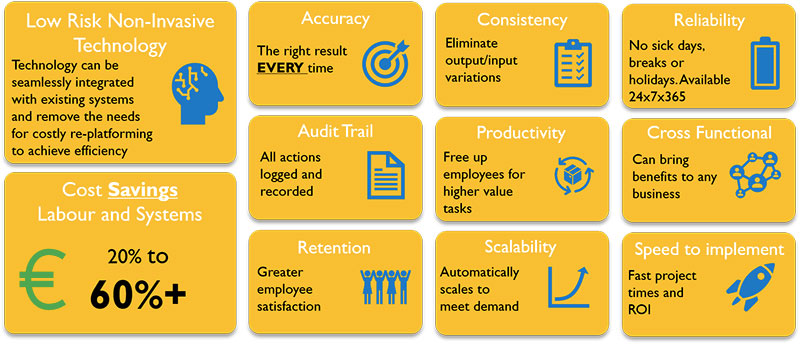 Low Risk Non-Invasive
Technology
Technology can be
seamlessly integrated
with existing systems
and remove the needs
for costly re-platforming
to achieve efficiency
Cost Savings
Labour and Systems
€
20% to
60%+
Accuracy
The right result
EVERY time
Audit Trail
All actions
logged and
recorded
Retention
Greater
employee
satisfaction
Consistency
Eliminate
output/input
variations
Productivity
Free up
employees for
higher value
tasks
Scalability
Automatically
scales to
meet demand
Reliability
No sick days,
breaks or
holidays. Available
24x7x365
Cross Functional
Can bring
benefits to any
business
Speed to implement
Fast project
times and
ROI